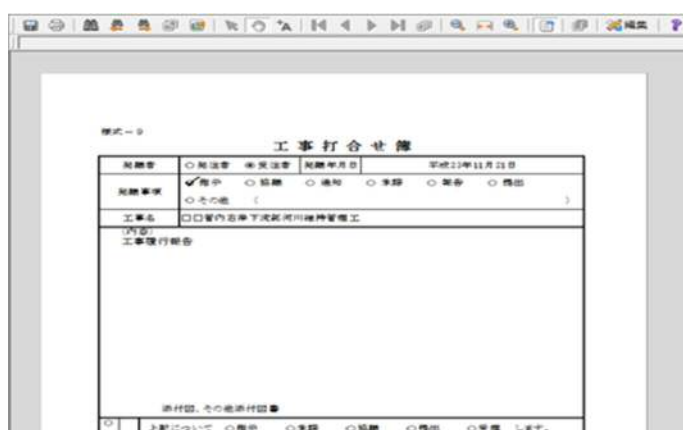 編集
様式－9
工事打合せ簿
発議者 ○発注者 ●受注者 発議年月日 平成23年11月21日
発議事項 ✓指示 ○協議 ○通知 ○承諾 ○報告 ○提出
○その他 ( )
工事名 □□管内右岸下流部河川維持管理工
(内容)
工事履行報告
添付図、その他添付図書
上記について ○指示 ○承諾 ○協議 ○提出 ○受理 します。